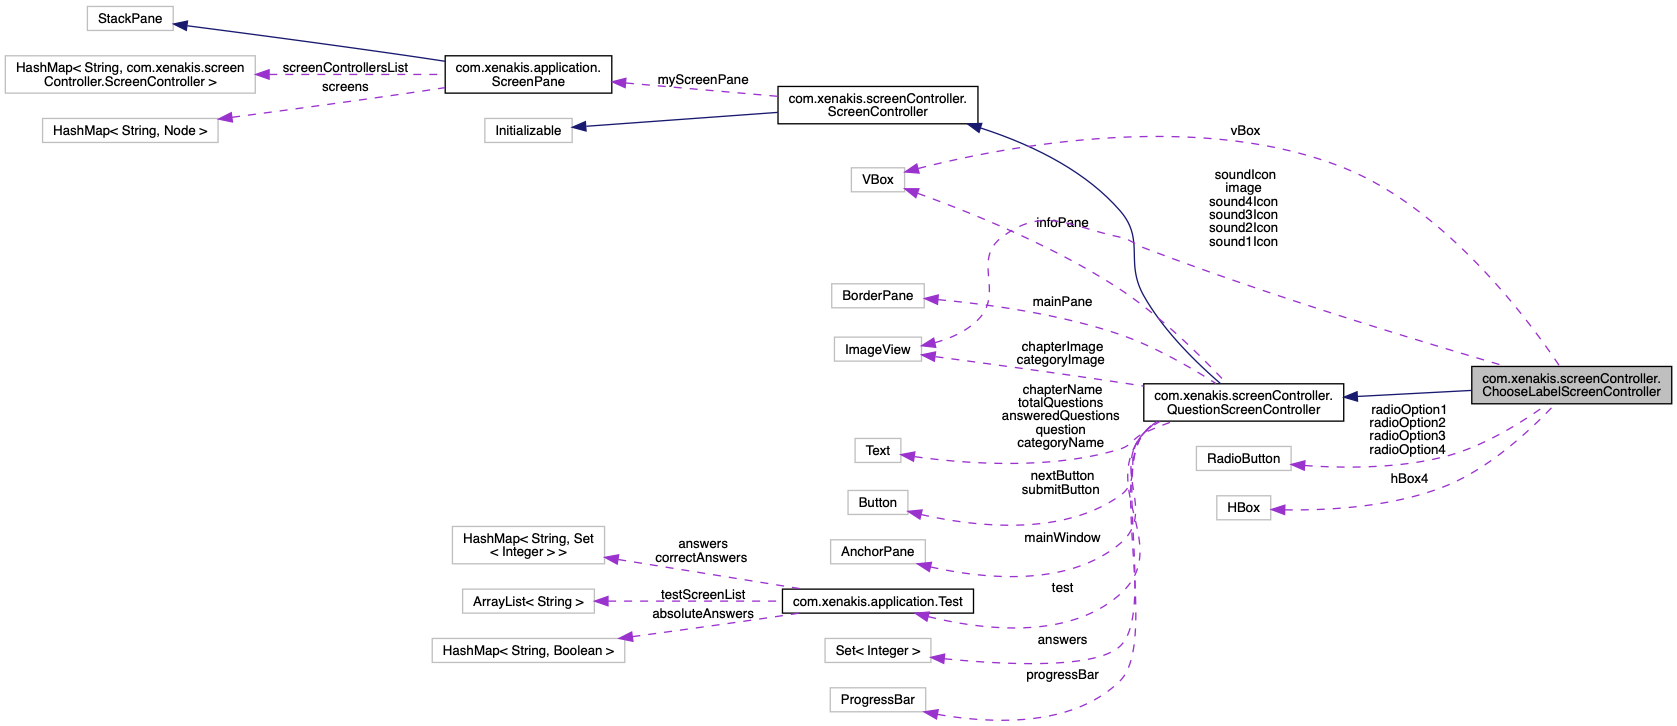 StackPane
HashMap< String, com.xenakis.screen
Controller.ScreenController >
screenControllersList
screens
com.xenakis.application.
ScreenPane
myScreenPane
com.xenakis.screenController.
ScreenController
HashMap< String, Node >
Initializable
vBox
VBox
soundIcon
image
sound4Icon
sound3Icon
sound2Icon
sound1Icon
infoPane
BorderPane
mainPane
ImageView
chapterImage
categoryImage
com.xenakis.screenController.
ChooseLabelScreenController
com.xenakis.screenController.
QuestionScreenController
chapterName
totalQuestions
answeredQuestions
question
categoryName
radioOption1
radioOption2
radioOption3
radioOption4
Text
RadioButton
nextButton
submitButton
hBox4
Button
HBox
mainWindow
AnchorPane
HashMap< String, Set
< Integer > >
answers
correctAnswers
test
ArrayList< String >
testScreenList
com.xenakis.application.Test
absoluteAnswers
HashMap< String, Boolean >
answers
Set< Integer >
progressBar
ProgressBar